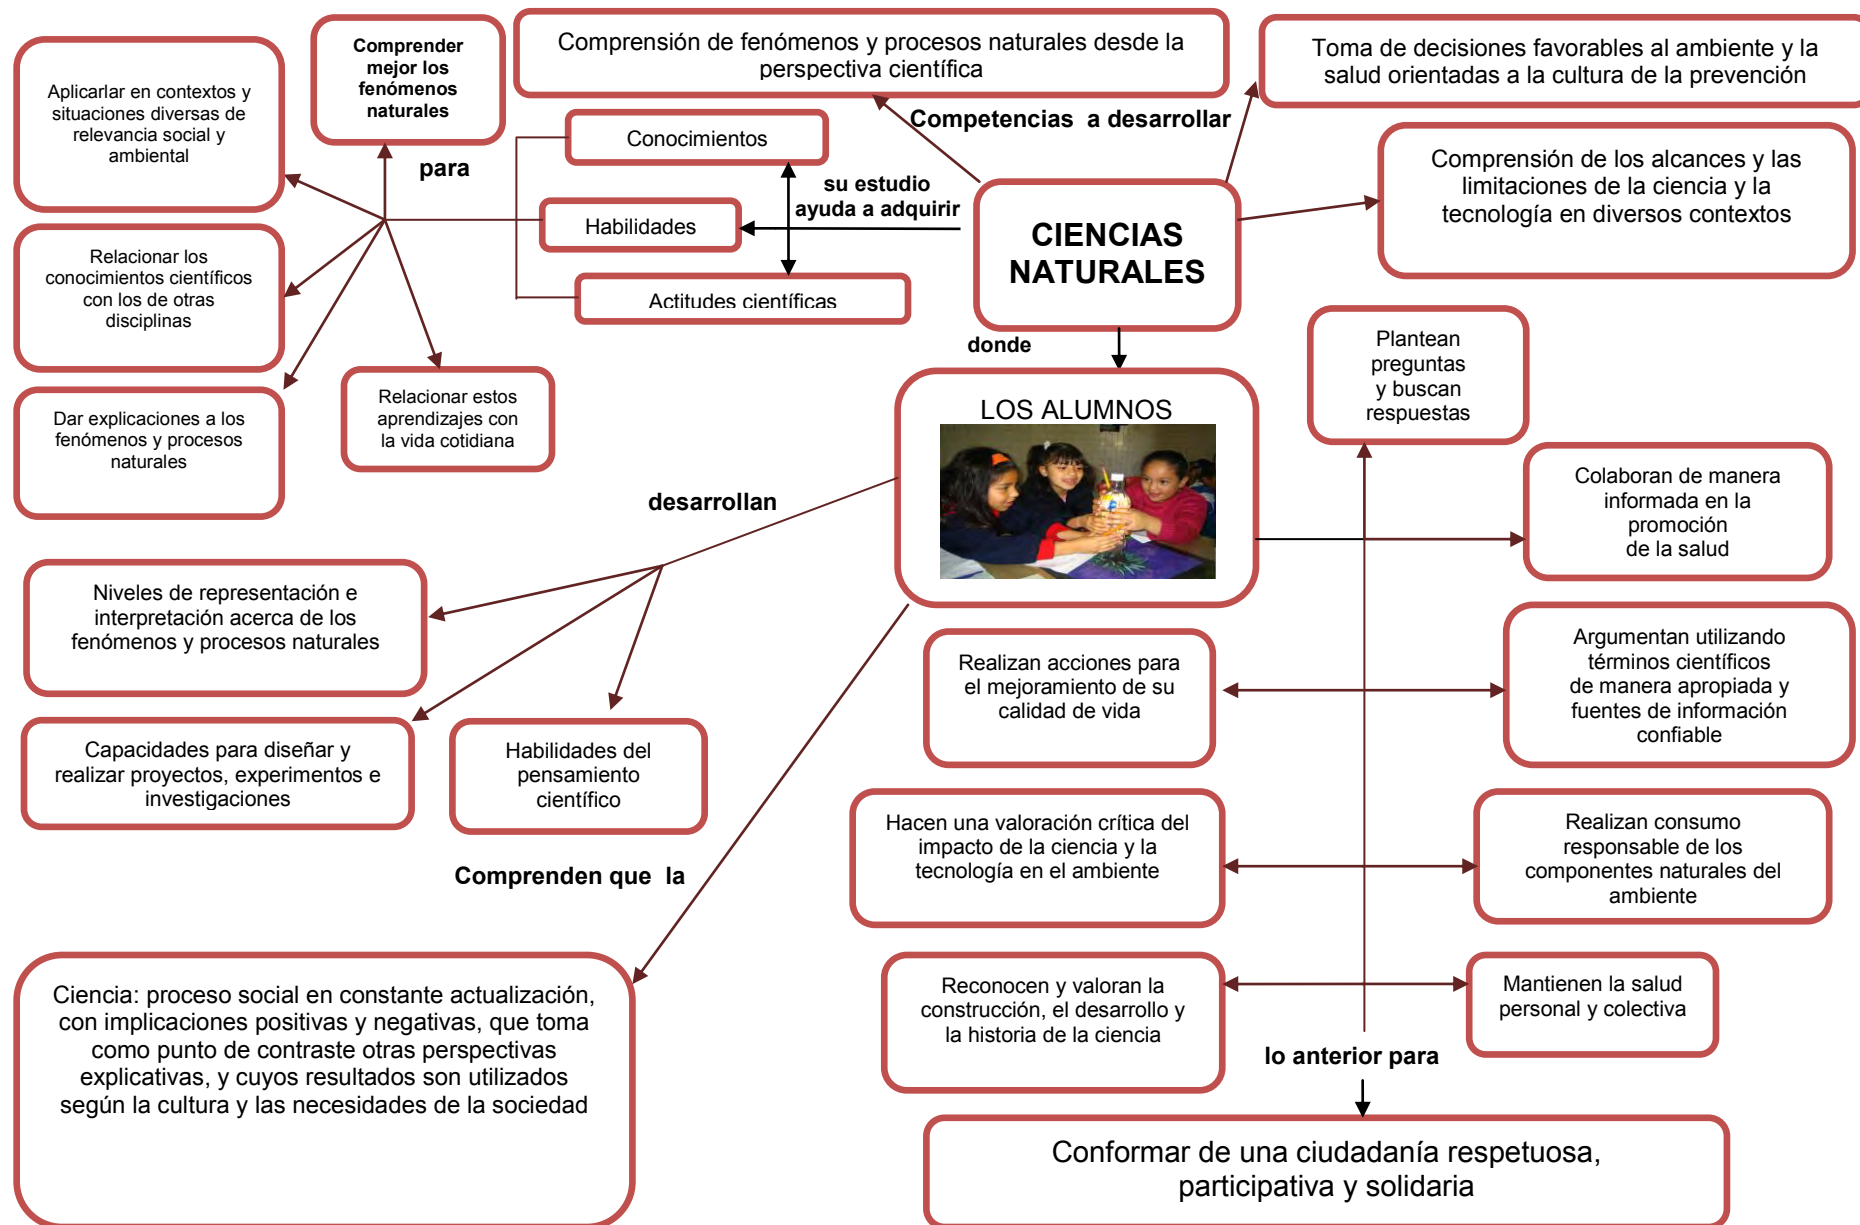 Comprender
mejor los
fenómenos
naturales
Comprensión de fenómenos y procesos naturales desde la
perspectiva científica
Toma de decisiones favorables al ambiente y la
salud orientadas a la cultura de la prevención
Aplicarlar en contextos y
situaciones diversas de
relevancia social y
ambiental
para
Conocimientos
Competencias a desarrollar
su estudio
ayuda a adquirir
Comprensión de los alcances y las
limitaciones de la ciencia y la
tecnología en diversos contextos
Habilidades
CIENCIAS
NATURALES
Relacionar los
conocimientos científicos
con los de otras
disciplinas
Actitudes científicas
donde
Plantean
preguntas
y buscan
respuestas
Dar explicaciones a los
fenómenos y procesos
naturales
Relacionar estos
aprendizajes con
la vida cotidiana
LOS ALUMNOS
Colaboran de manera
informada en la
promoción
de la salud
desarrollan
Niveles de representación e
interpretación acerca de los
fenómenos y procesos naturales
Realizan acciones para
el mejoramiento de su
calidad de vida
Argumentan utilizando
términos científicos
de manera apropiada y
fuentes de información
confiable
Capacidades para diseñar y
realizar proyectos, experimentos e
investigaciones
Habilidades del
pensamiento
científico
Hacen una valoración crítica del
impacto de la ciencia y la
tecnología en el ambiente
Realizan consumo
responsable de los
componentes naturales del
ambiente
Comprenden que la
Ciencia: proceso social en constante actualización,
con implicaciones positivas y negativas, que toma
como punto de contraste otras perspectivas
explicativas, y cuyos resultados son utilizados
según la cultura y las necesidades de la sociedad
Reconocen y valoran la
construcción, el desarrollo y
la historia de la ciencia
Mantienen la salud
personal y colectiva
lo anterior para
Conformar de una ciudadanía respetuosa,
participativa y solidaria